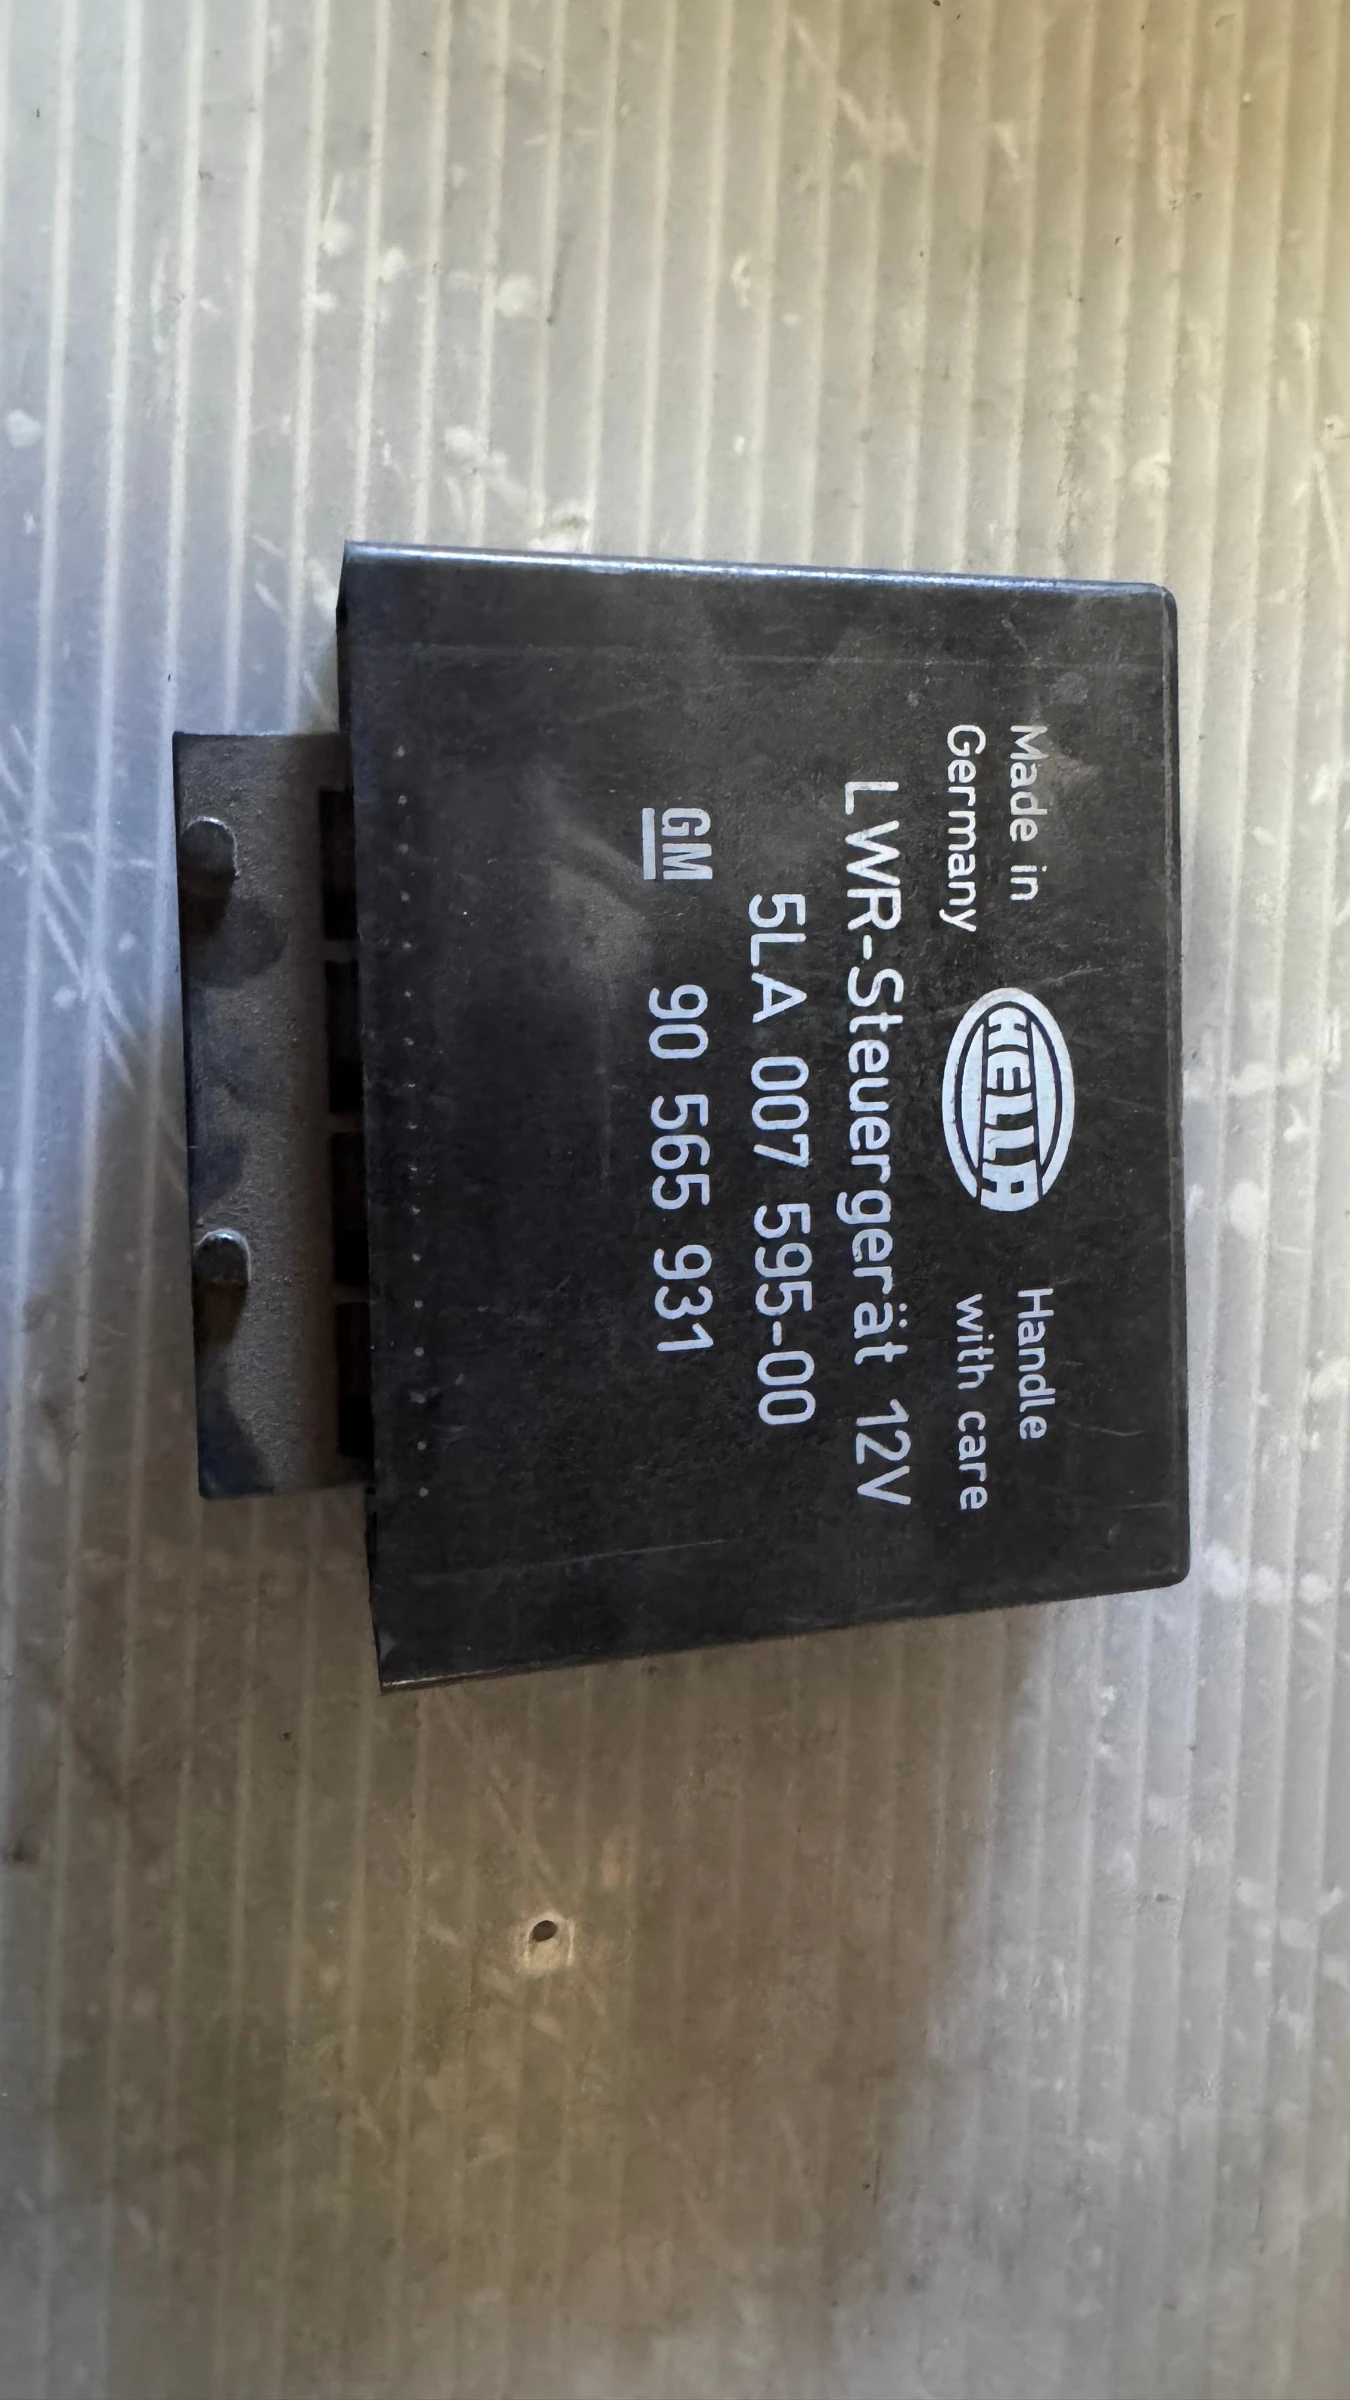 Made in
Germany
HELLA
Handle
with care
LWR-Steuergerät 12V
5LA 007 595-00
GM 90 565 931